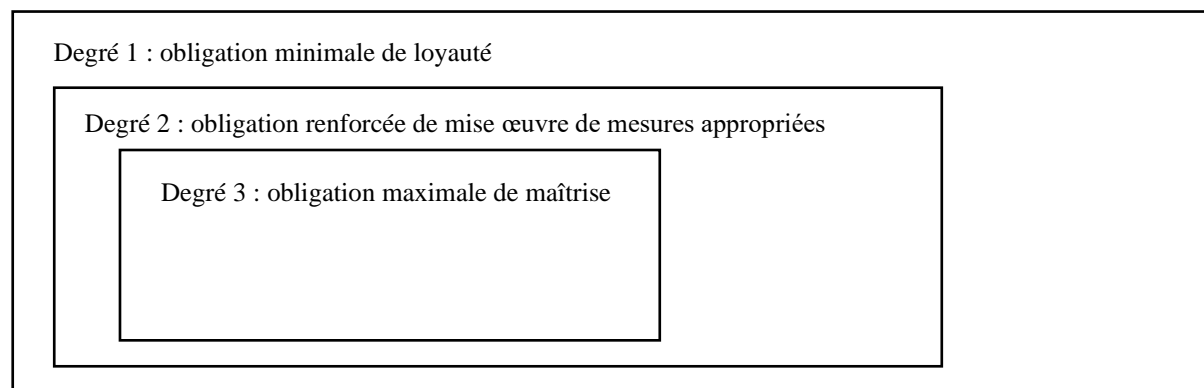 Degré 1 : obligation minimale de loyauté
Degré 2 : obligation renforcée de mise œuvre de mesures appropriées
Degré 3 : obligation maximale de maîtrise